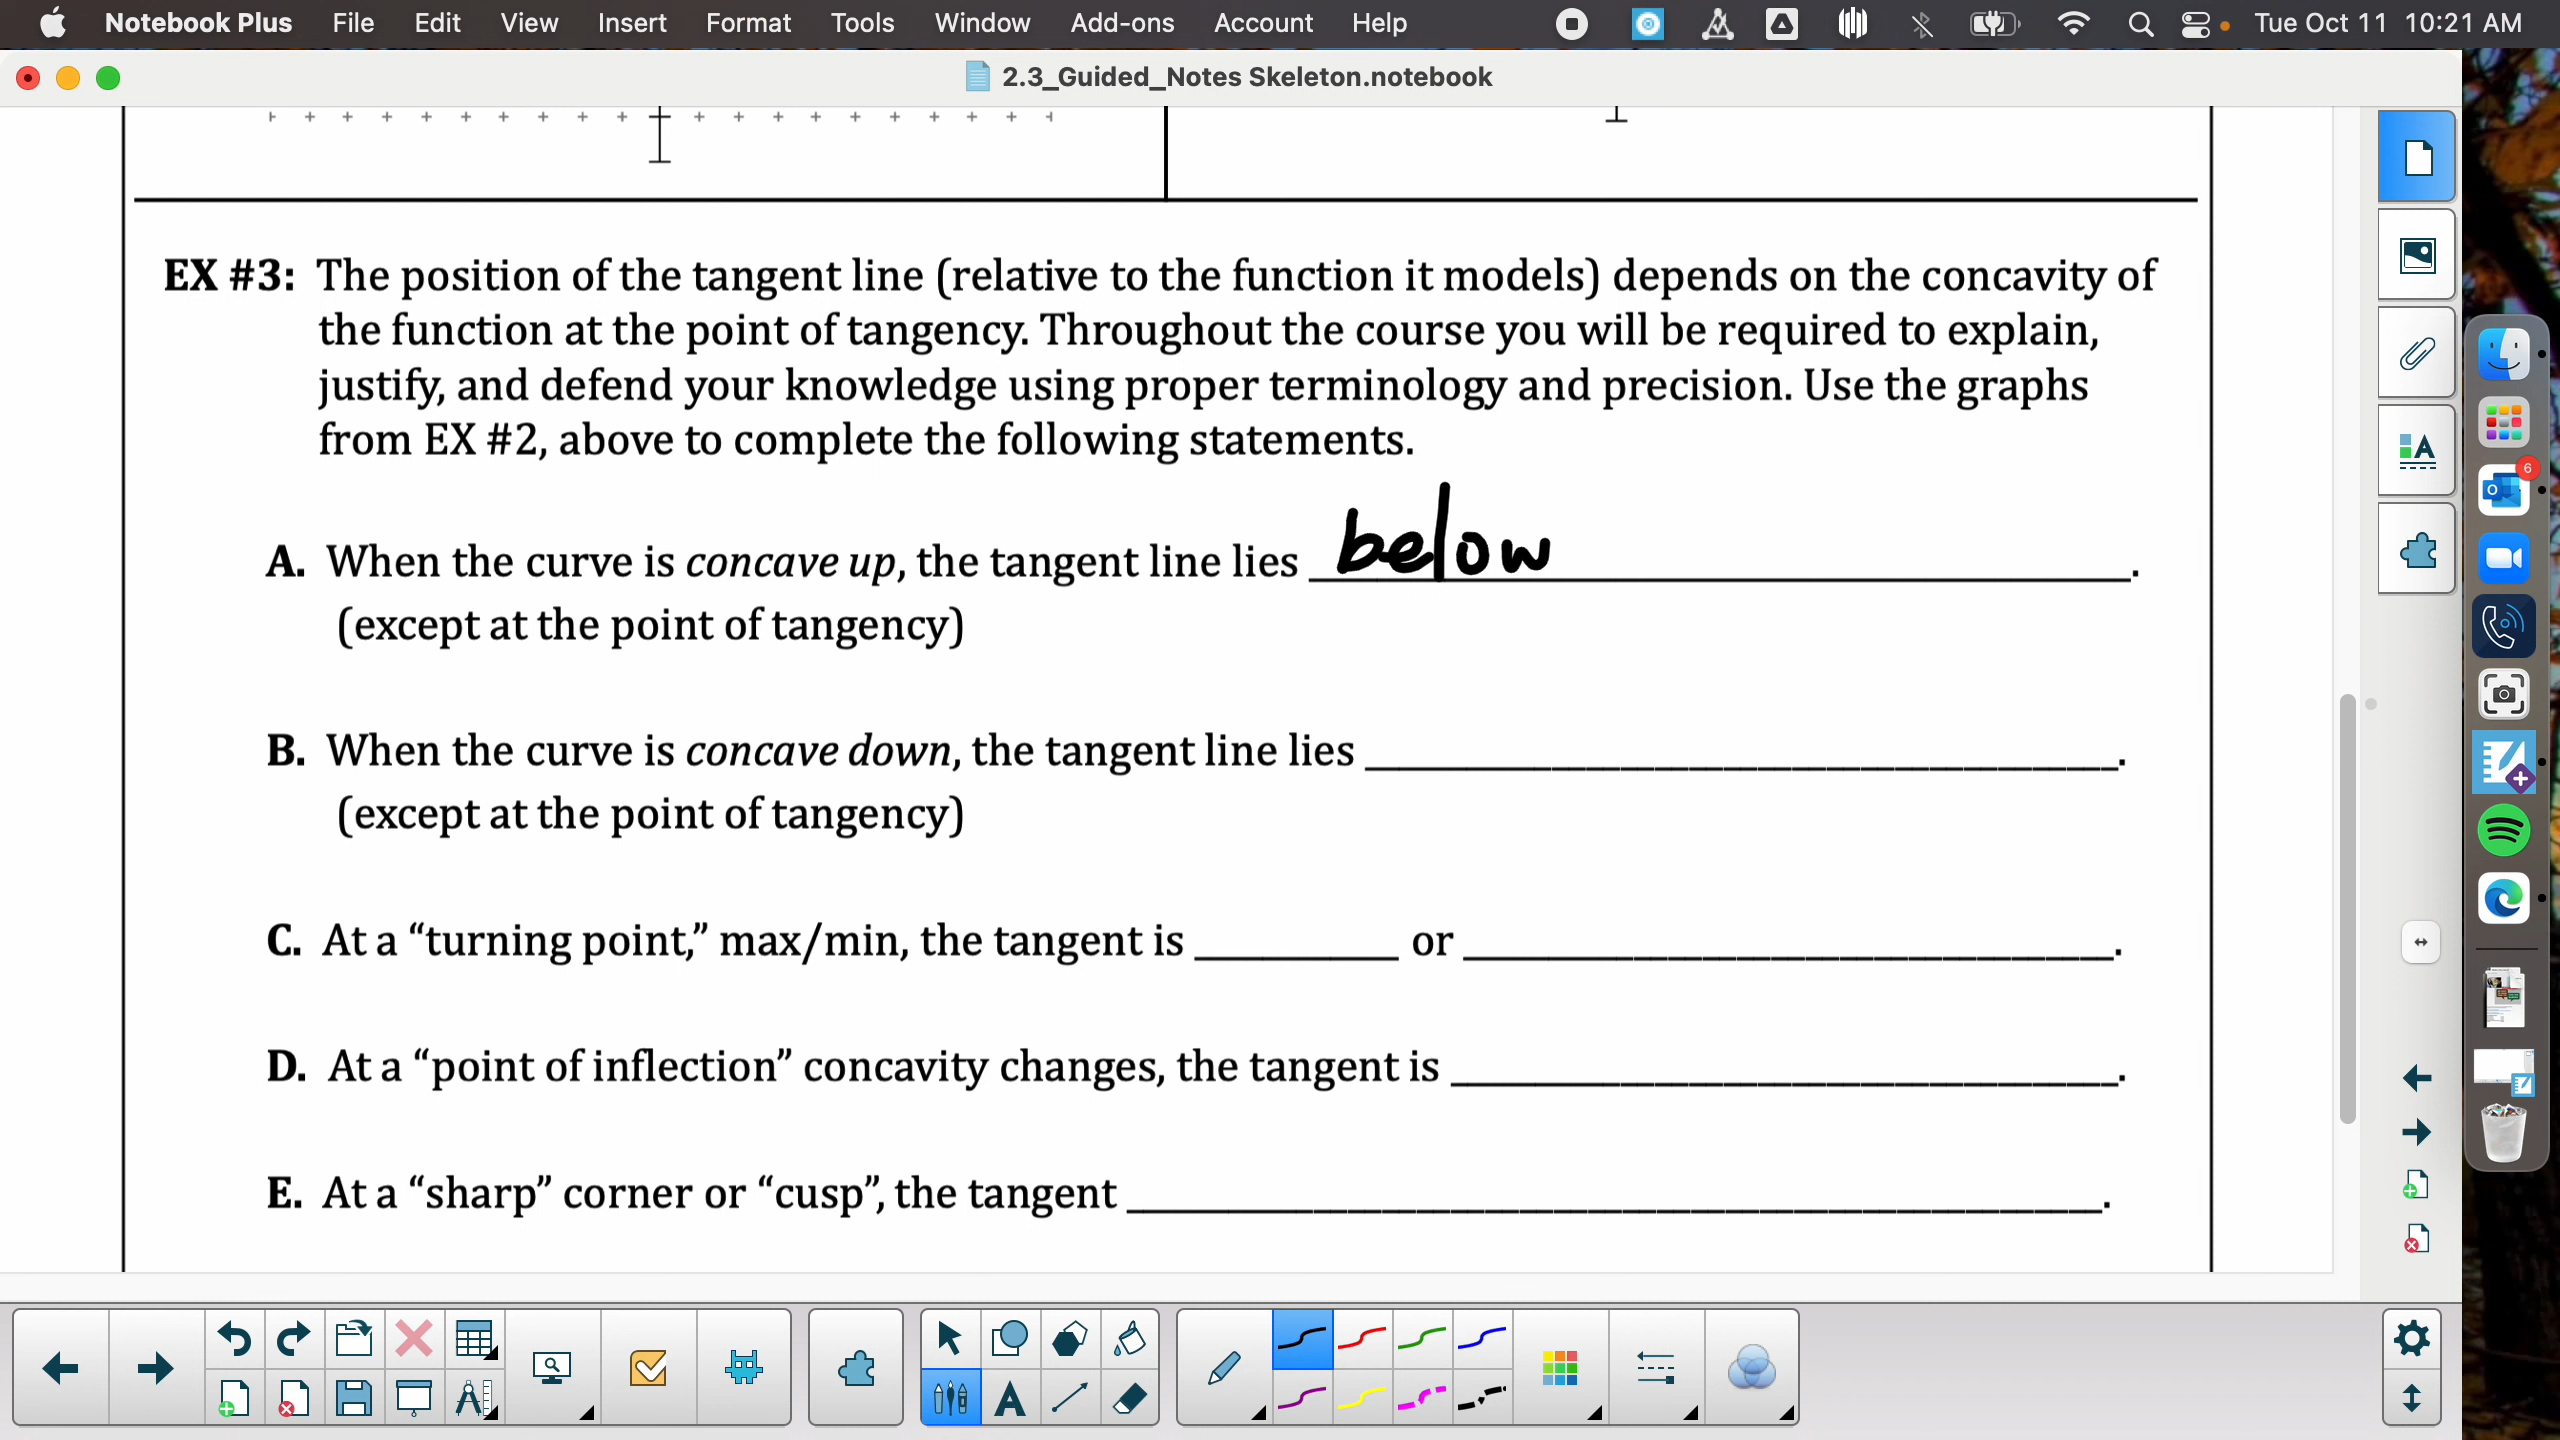 Notebook Plus File Edit View Insert Format Tools Window Add-ons Account Help Tue Oct 11 10:21 AM
2.3_Guided_Notes Skeleton.notebook
EX #3: The position of the tangent line (relative to the function it models) depends on the concavity of
the function at the point of tangency. Throughout the course you will be required to explain,
justify, and defend your knowledge using proper terminology and precision. Use the graphs
from EX #2, above to complete the following statements.
A. When the curve is concave up, the tangent line lies below.
(except at the point of tangency)
B. When the curve is concave down, the tangent line lies ____.
(except at the point of tangency)
C. At a “turning point,” max/min, the tangent is ____ or ____.
D. At a “point of inflection” concavity changes, the tangent is ____.
E. At a “sharp” corner or “cusp”, the tangent ____.
6